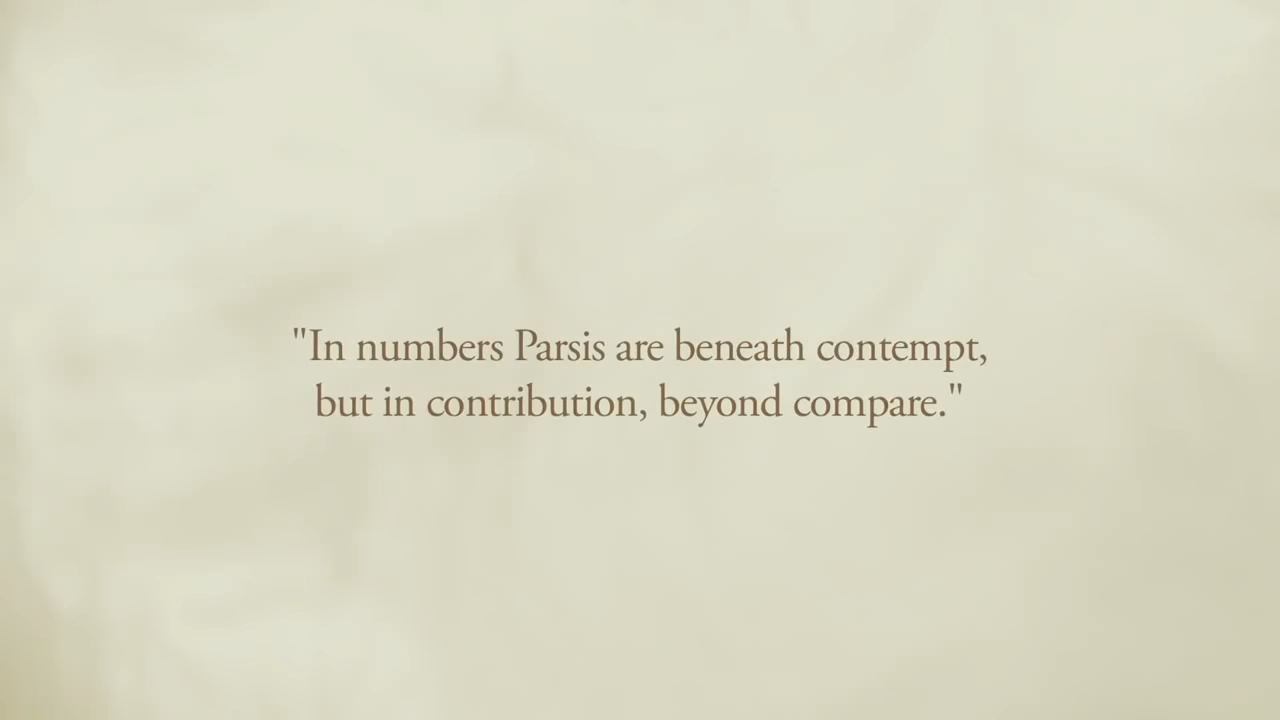 "In numbers Parsis are beneath contempt,
but in contribution, beyond compare."